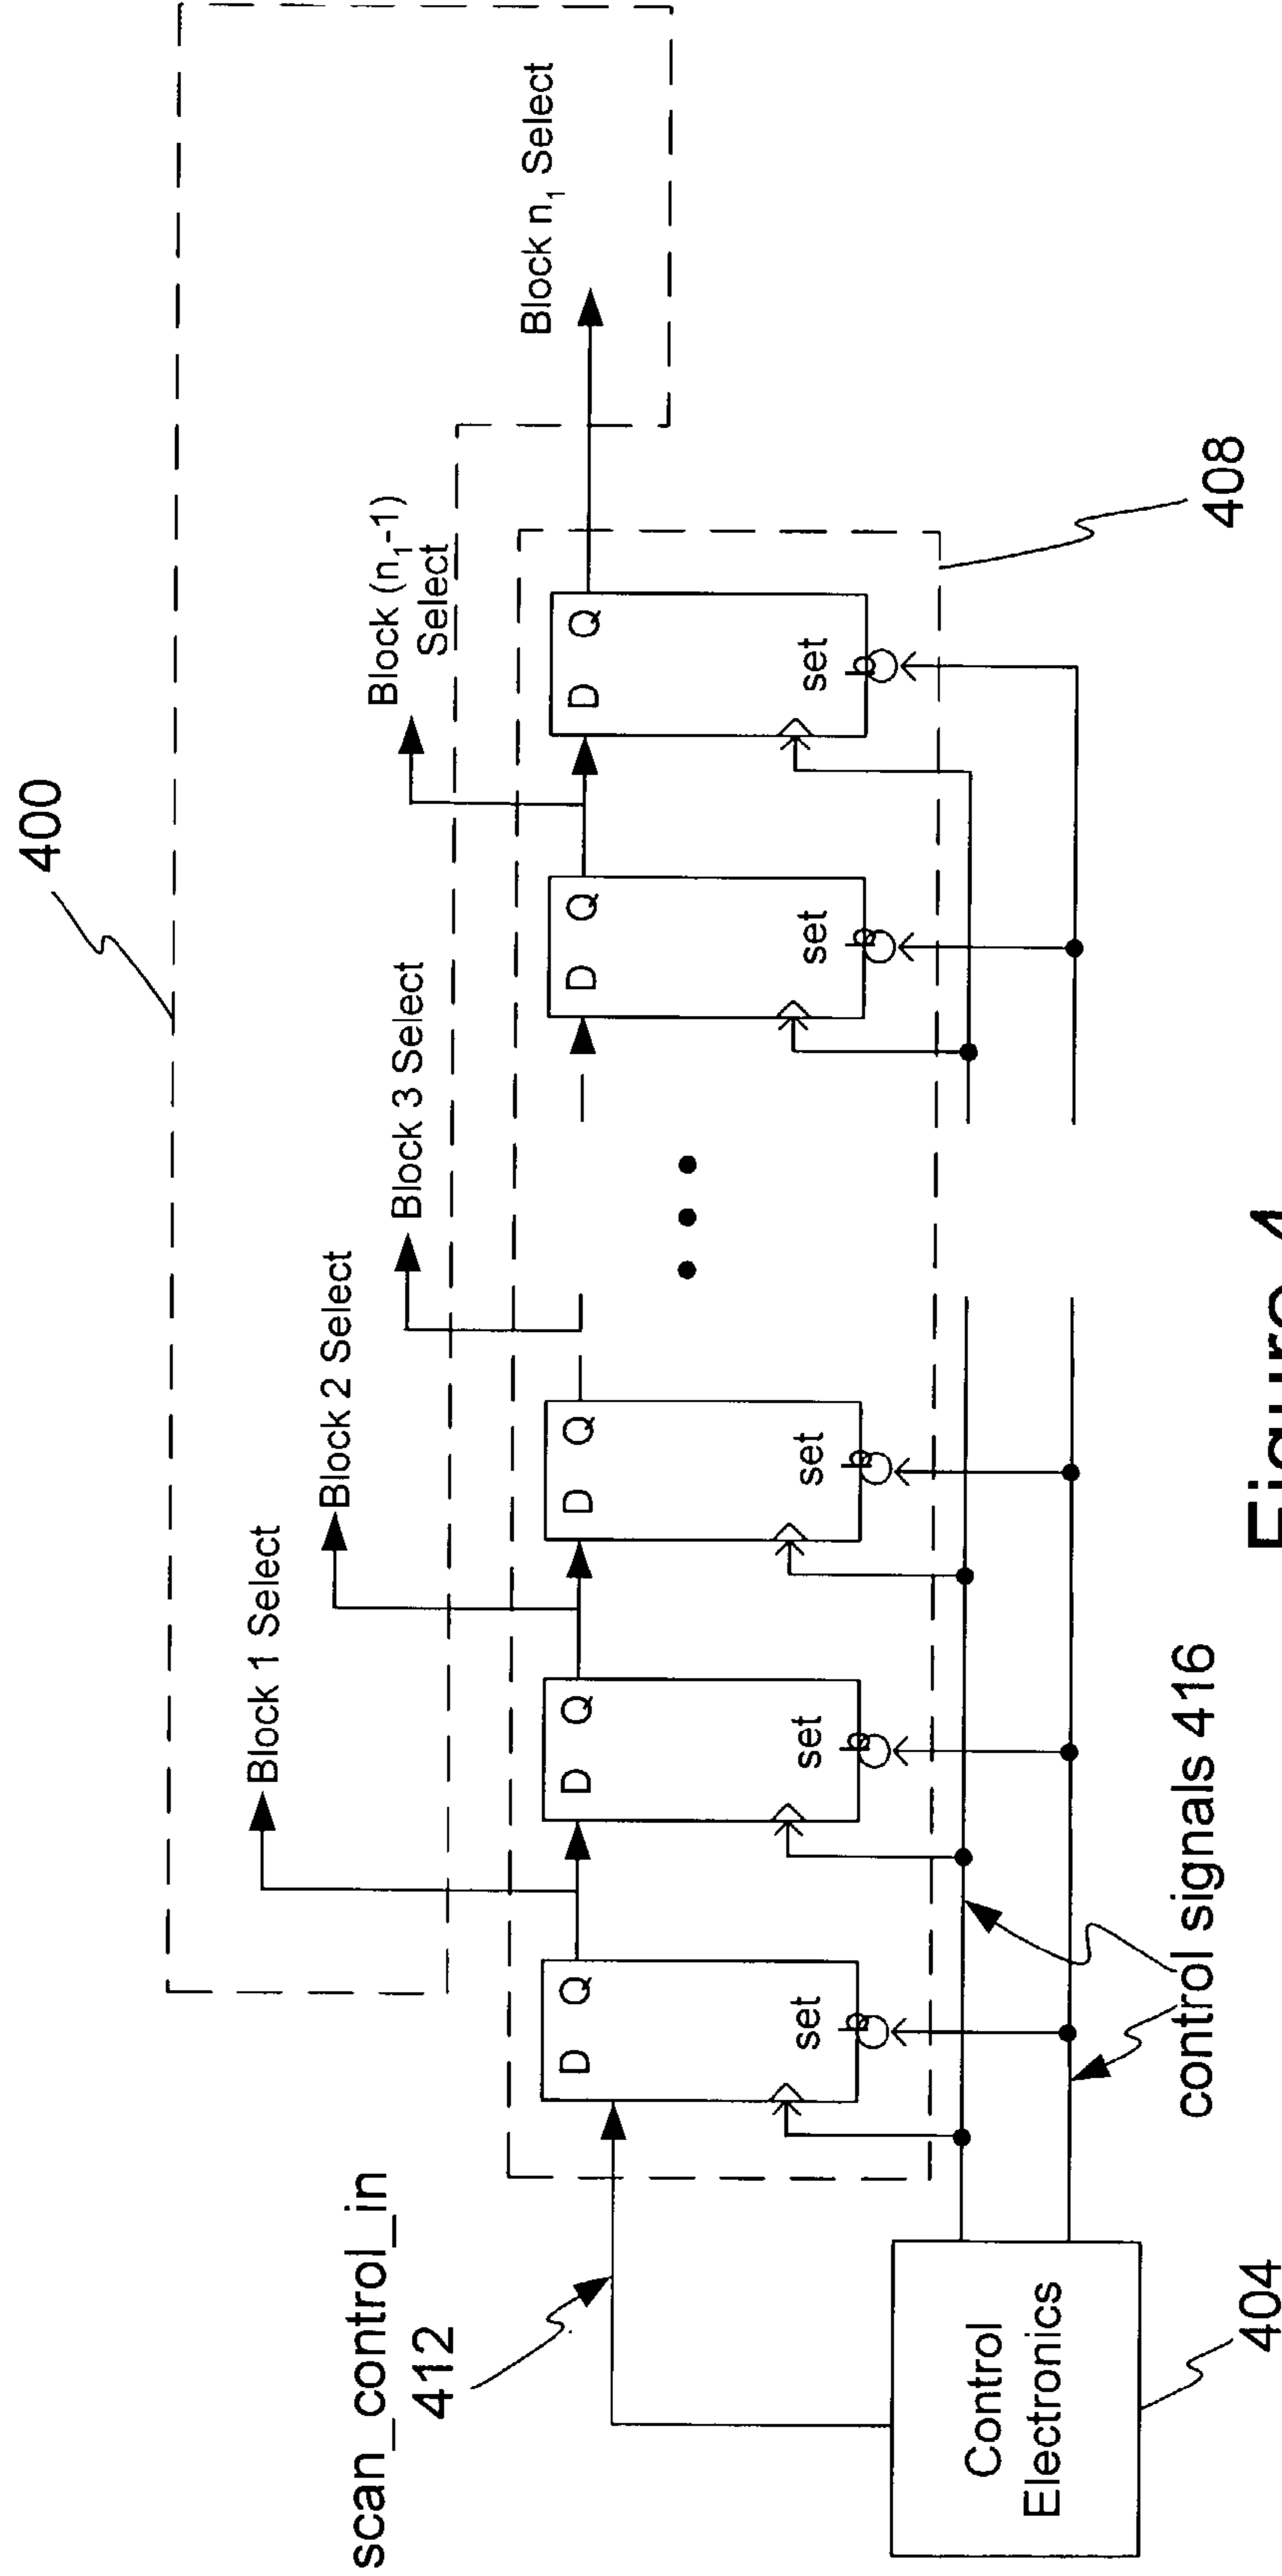 400
Block 1 Select
Block 2 Select
Block 3 Select
Block (n₁-1)
Select
Block n₁ Select
scan_control_in
412
D Q
set
b
D Q
set
b
D Q
set
b
D Q
set
b
D Q
set
b
408
Control
Electronics
404
control signals 416
Figure 4